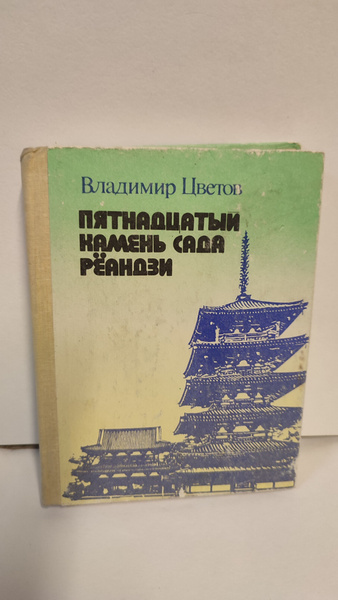 Владимир Цветов
ПЯТНАДЦАТЫЙ
КАМЕНЬ САДА
РЁАНДЗИ